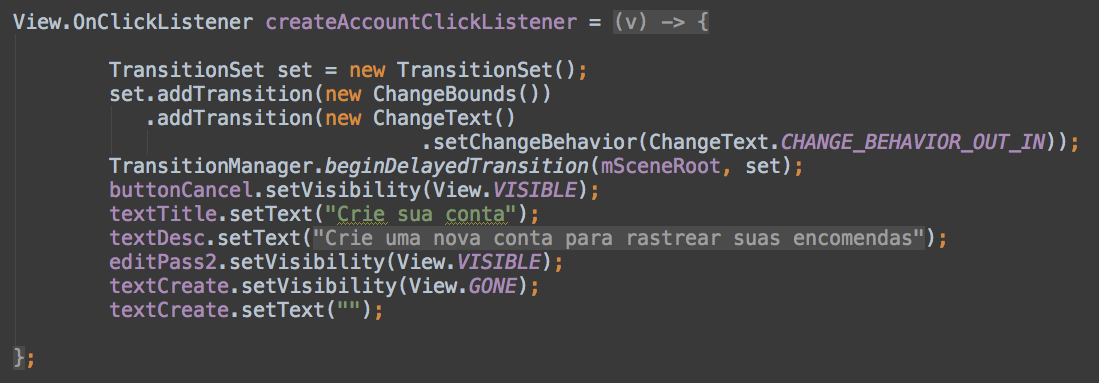 View.OnClickListener createAccountClickListener = (v) -> {
TransitionSet set = new TransitionSet();
set.addTransition(new ChangeBounds())
.addTransition(new ChangeText()
.setChangeBehavior(ChangeText.CHANGE_BEHAVIOR_OUT_IN));
TransitionManager.beginDelayedTransition(mSceneRoot, set);
buttonCancel.setVisibility(View.VISIBLE);
textTitle.setText("Crie sua conta");
textDesc.setText("Crie uma nova conta para rastrear suas encomendas");
editPass2.setVisibility(View.VISIBLE);
textCreate.setVisibility(View.GONE);
textCreate.setText("");
};